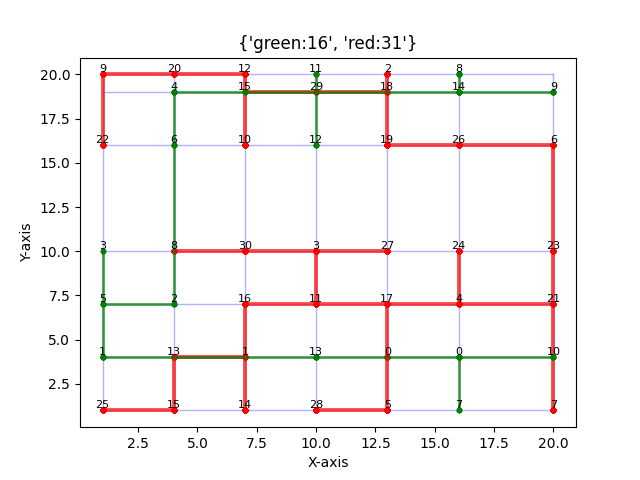 {'green:16', 'red:31'}
20.0
17.5
15.0
12.5
10.0
7.5
5.0
2.5
Y-axis
9 20 12 11 2 8
4 15 29 18 14 9
22 6 10 12 19 26 6
3 8 30 3 27 24 23
5 2 16 11 17 4 21
1 13 1 13 0 0 10
25 15 14 28 5 7 7
2.5 5.0 7.5 10.0 12.5 15.0 17.5 20.0
X-axis